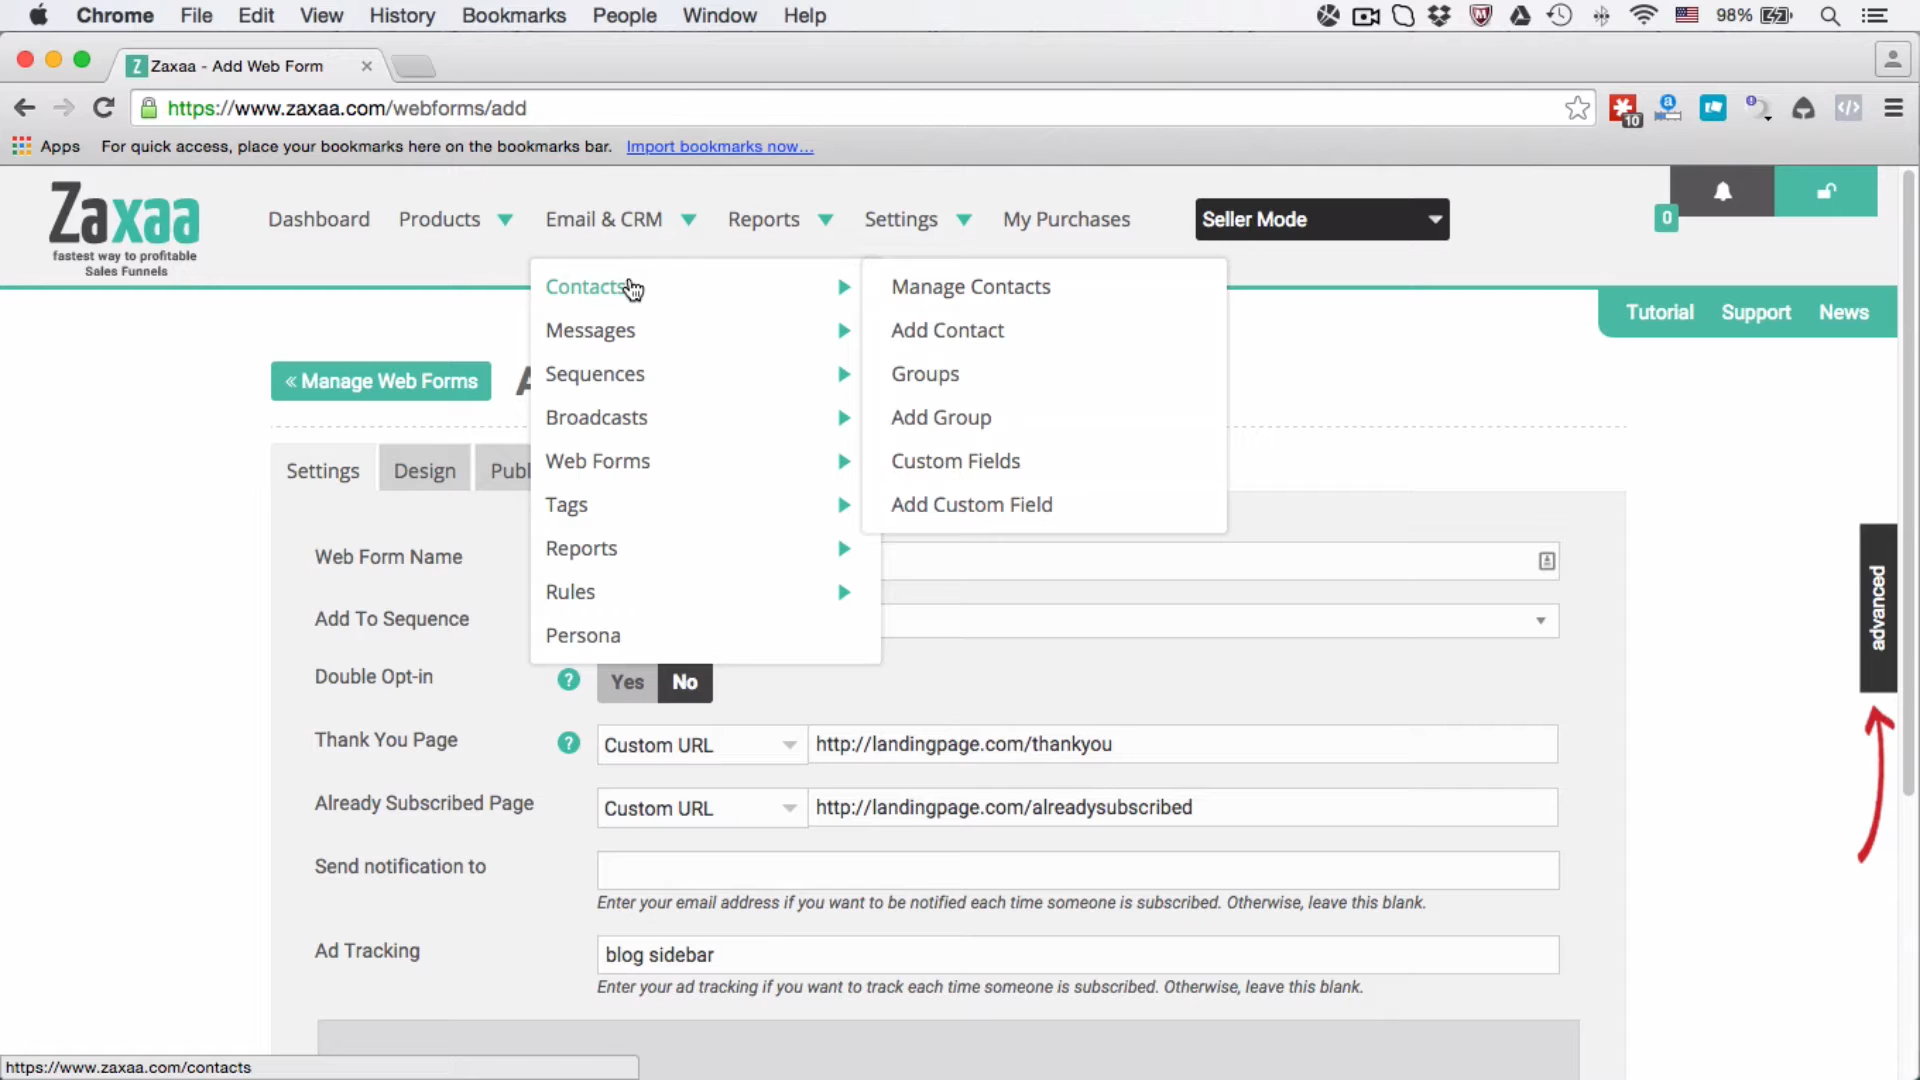 Chrome File Edit View History Bookmarks People Window Help 98%
Zaxaa - Add Web Form
https://www.zaxaa.com/webforms/add
10
Apps For quick access, place your bookmarks here on the bookmarks bar. Import bookmarks now...
Zaxaa
fastest way to profitable
Sales Funnels
Dashboard Products Email & CRM Reports Settings My Purchases Seller Mode 0
Contacts Manage Contacts
Messages Add Contact
Sequences Groups
Broadcasts Add Group
Web Forms Custom Fields
Tags Add Custom Field
Reports
Rules
Persona
Tutorial Support News
« Manage Web Forms A
Settings Design Publ
Web Form Name
Add To Sequence
Double Opt-in ? Yes No
Thank You Page ? Custom URL http://landingpage.com/thankyou
Already Subscribed Page Custom URL http://landingpage.com/alreadysubscribed
Send notification to
Enter your email address if you want to be notified each time someone is subscribed. Otherwise, leave this blank.
Ad Tracking blog sidebar
Enter your ad tracking if you want to track each time someone is subscribed. Otherwise, leave this blank.
advanced
https://www.zaxaa.com/contacts